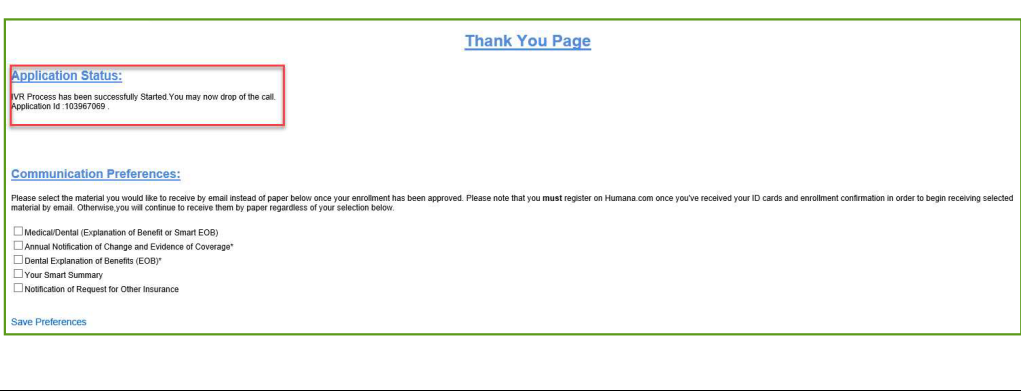 Thank You Page
Application Status:
IVR Process has been successfully Started.You may now drop of the call.
Application Id :103967069 .
Communication Preferences:
Please select the material you would like to receive by email instead of paper below once your enrollment has been approved. Please note that you must register on Humana.com once you've received your ID cards and enrollment confirmation in order to begin receiving selected
material by email. Otherwise,you will continue to receive them by paper regardless of your selection below.
Medical/Dental (Explanation of Benefit or Smart EOB)
Annual Notification of Change and Evidence of Coverage*
Dental Explanation of Benefits (EOB)*
Your Smart Summary
Notification of Request for Other Insurance
Save Preferences